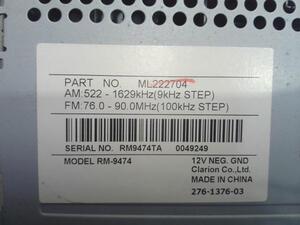 PART NO. ML222704
AM:522 - 1629kHz(9kHz STEP)
FM:76.0 - 90.0MHz(100kHz STEP)
SERIAL NO. RM9474TA 0049249
MODEL RM-9474
12V NEG. GND
Clarion Co.,Ltd.
MADE IN CHINA
276-1376-03